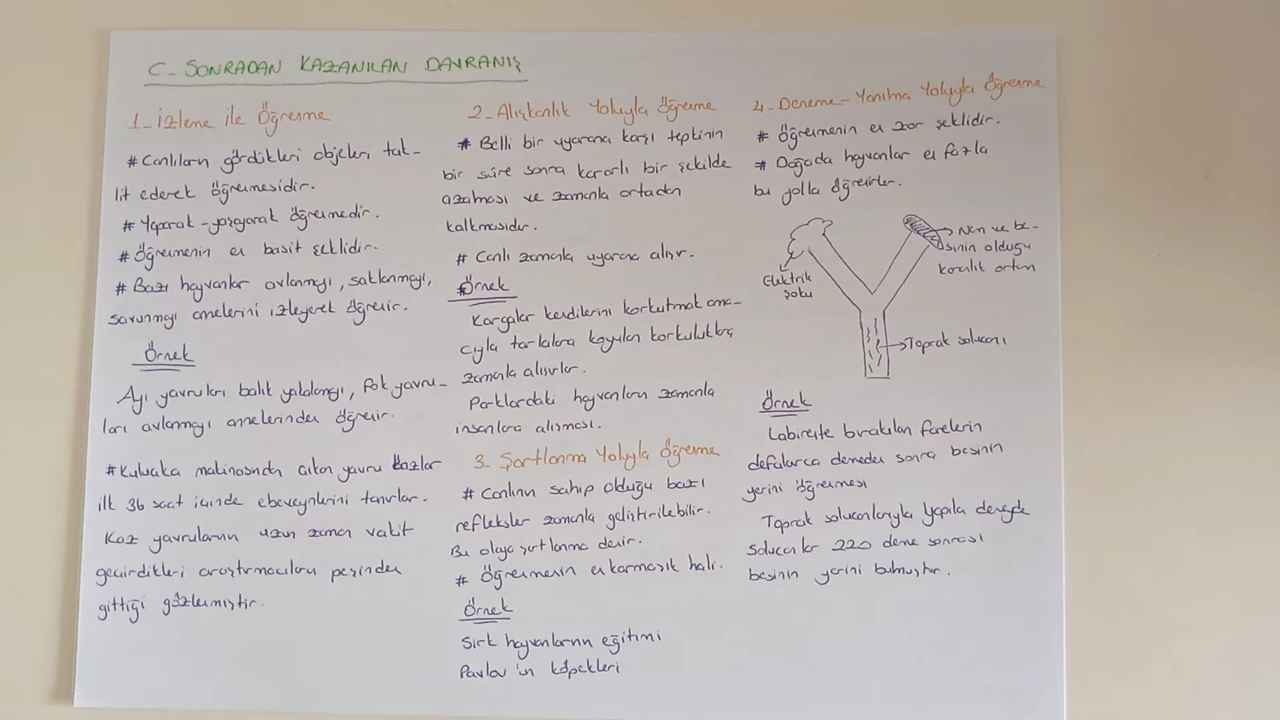 C- SONRADAN KAZANILAN DAVRANIŞ
1- İzleme ile Öğrenme
# Canlıların gördükleri objeleri tak-
lit ederek öğrenmesidir.
# Yaparak-yaşayarak öğrenmedir.
# Öğrenmenin en basit şeklidir.
# Bazı hayvanlar avlanmayı, saklanmayı,
savunmayı annelerini izleyerek öğrenir.
Örnek
Ayı yavruları balık yakalamayı, Fok yavru-
ları avlanmayı annelerinden öğrenir.
# Kuluçka makinasından çıkan yavru kazlar
ilk 36 saat içinde ebeveynlerini tanırlar.
Kaz yavrularının uzun zaman vakit
geçirdikleri araştırmacıların peşinden
gittiği gözlenmiştir.
2- Alışkanlık Yoluyla Öğrenme
# Belli bir uyarana karşı tepkinin
bir süre sonra kararlı bir şekilde
azalması ve zamanla ortadan
kalkmasıdır.
# Canlı zamanla uyarana alışır.
Örnek
Kargalar kendilerini korkutmak ama-
cıyla tarlalara koyulan korkuluklara
zamanla alışırlar.
Parklardaki hayvanların zamanla
insanlara alışması.
3- Şartlanma Yoluyla Öğrenme
# Canlının sahip olduğu bazı
refleksler zamanla geliştirilebilir.
Bu olaya şartlanma denir.
# Öğrenmenin en karmaşık hali.
Örnek
Sirk hayvanlarının eğitimi
Pavlov'un köpekleri
4- Deneme-Yanılma Yoluyla Öğrenme
# Öğrenmenin en zor şeklidir.
# Doğada hayvanlar en fazla
bu yolla öğrenirler.
Nem ve be-
sinin olduğu
karanlık ortam
Elektrik
şoku
Toprak solucanı
Örnek
Labirente bırakılan farelerin
defalarca deneden sonra besinin
yerini öğrenmesi
Toprak solucanlarıyla yapılan deneyde
solucanlar 220 deneme sonrası
besinin yerini bulmuştur.